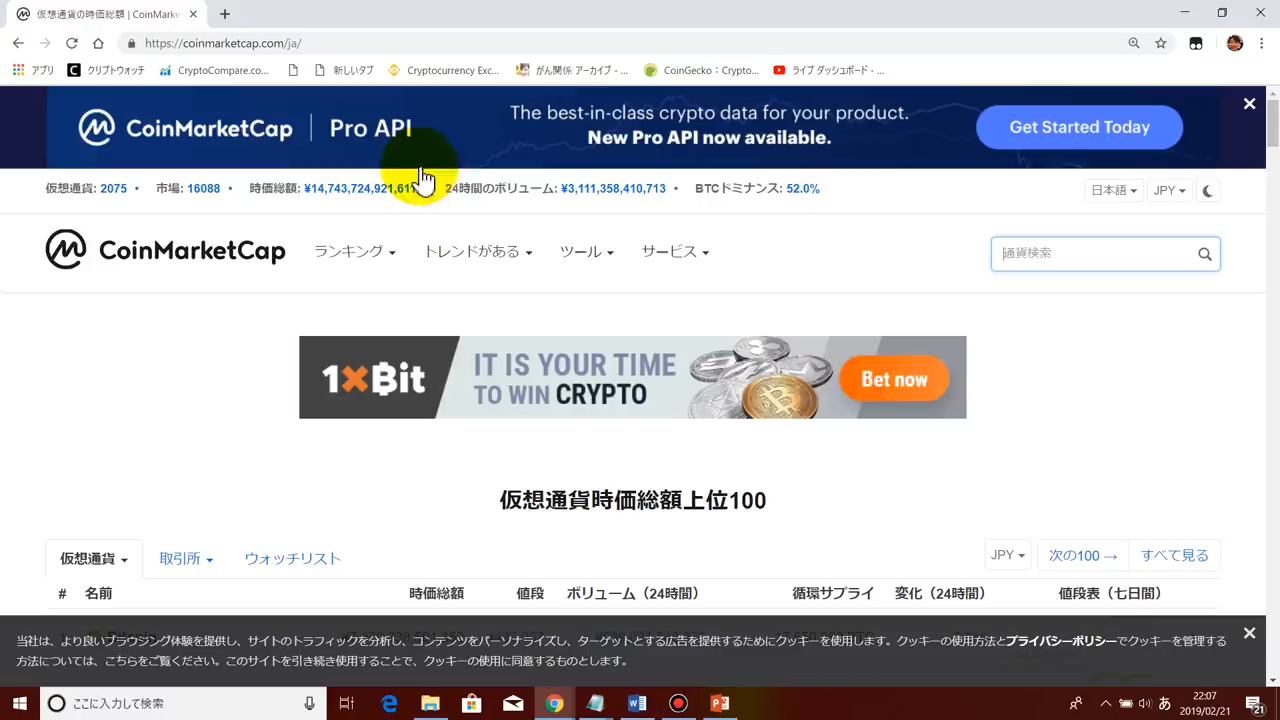 仮想通貨の時価総額 | CoinMark
https://coinmarketcap.com/ja/
アプリ クリプトウォッチ CryptoCompare.co... 新しいタブ Cryptocurrency Exc... がん関係 アーカイブ - ... CoinGecko：Crypto... ライブ ダッシュボード - ...
CoinMarketCap | Pro API
The best-in-class crypto data for your product.
New Pro API now available.
Get Started Today
仮想通貨: 2075 • 市場: 16088 • 時価総額: ¥14,743,724,921,61 24時間のボリューム: ¥3,111,358,410,713 • BTCドミナンス: 52.0%
日本語 JPY
CoinMarketCap ランキング トレンドがある ツール サービス 通貨検索
1×Bit
IT IS YOUR TIME
TO WIN CRYPTO
Bet now
仮想通貨時価総額上位100
仮想通貨 取引所 ウォッチリスト JPY 次の100 → すべて見る
# 名前 時価総額 値段 ボリューム（24時間） 循環サプライ 変化（24時間） 値段表（七日間）
当社は、より良いブラウジング体験を提供し、サイトのトラフィックを分析し、コンテンツをパーソナライズし、ターゲットとする広告を提供するためにクッキーを使用します。クッキーの使用方法とプライバシーポリシーでクッキーを管理する
方法については、こちらをご覧ください。このサイトを引き続き使用することで、クッキーの使用に同意するものとします。
ここに入力して検索
22:07
2019/02/21
21